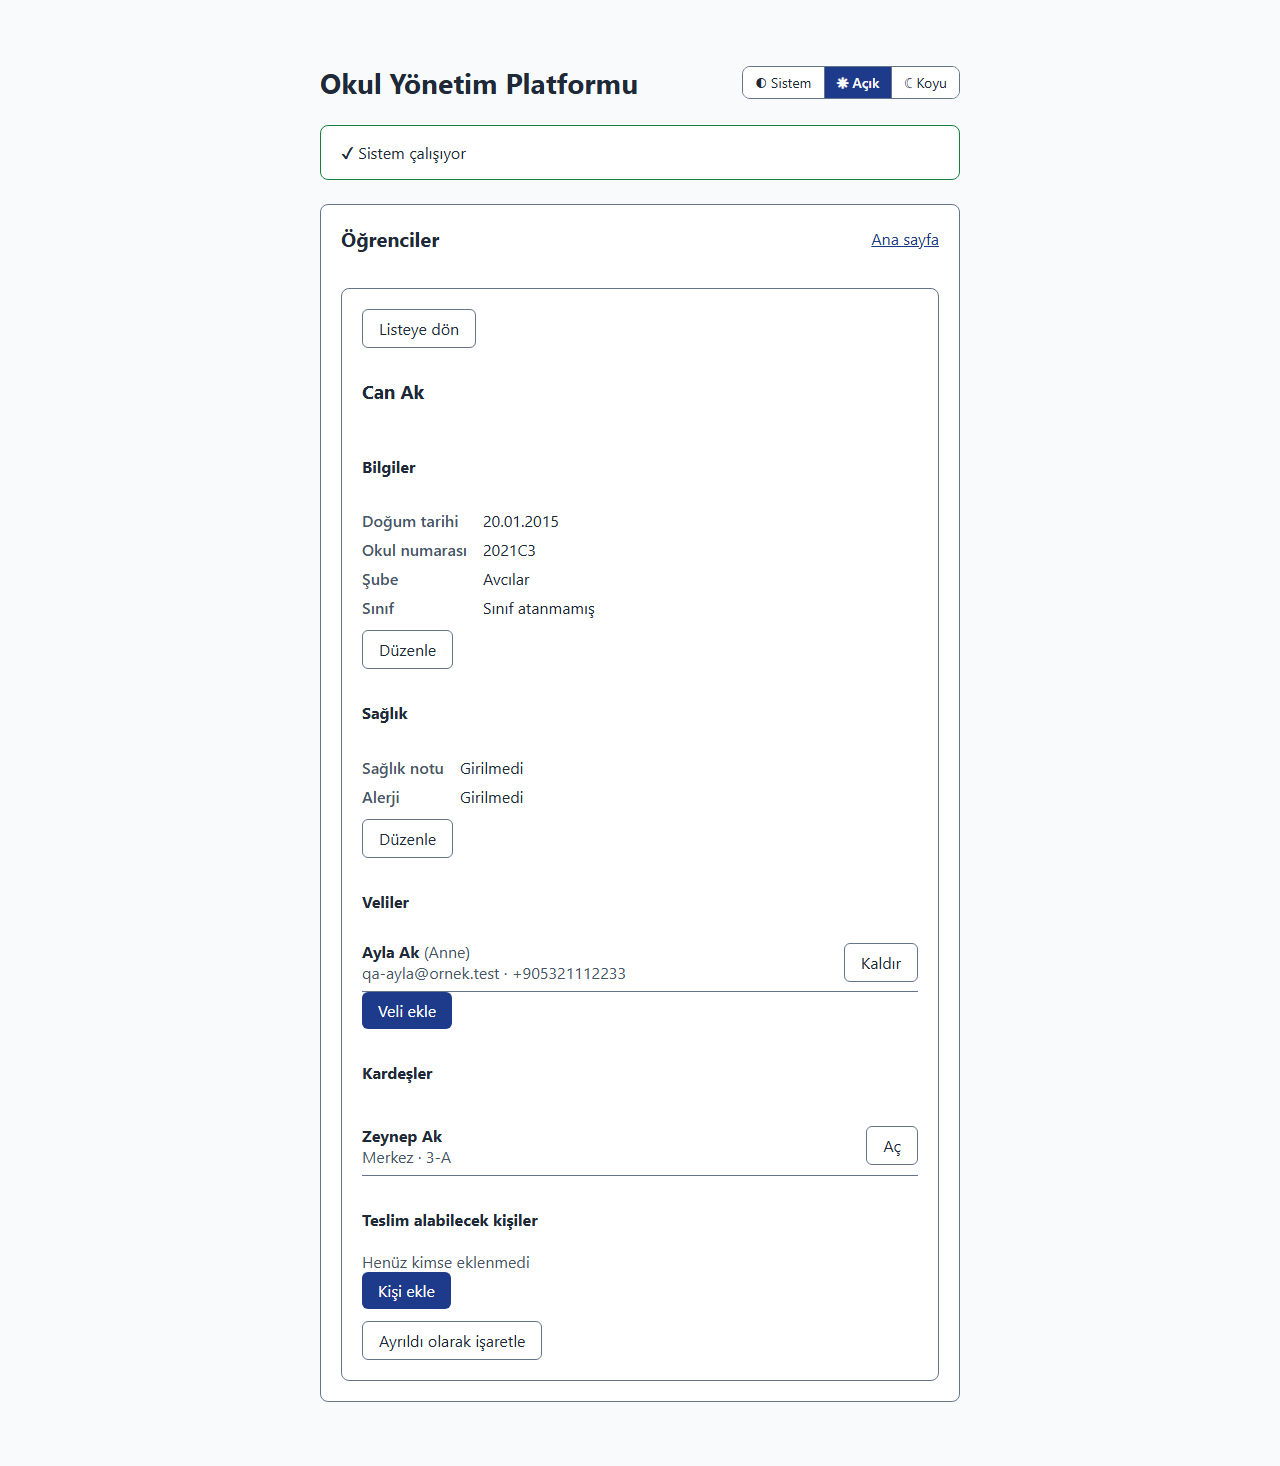 Okul Yönetim Platformu
Sistem
Açık
Koyu
✓ Sistem çalışıyor
Öğrenciler
Ana sayfa
Listeye dön
Can Ak
Bilgiler
Doğum tarihi 20.01.2015
Okul numarası 2021C3
Şube Avcılar
Sınıf Sınıf atanmamış
Düzenle
Sağlık
Sağlık notu Girilmedi
Alerji Girilmedi
Düzenle
Veliler
Ayla Ak (Anne)
qa-ayla@ornek.test · +905321112233
Kaldır
Veli ekle
Kardeşler
Zeynep Ak
Merkez · 3-A
Aç
Teslim alabilecek kişiler
Henüz kimse eklenmedi
Kişi ekle
Ayrıldı olarak işaretle